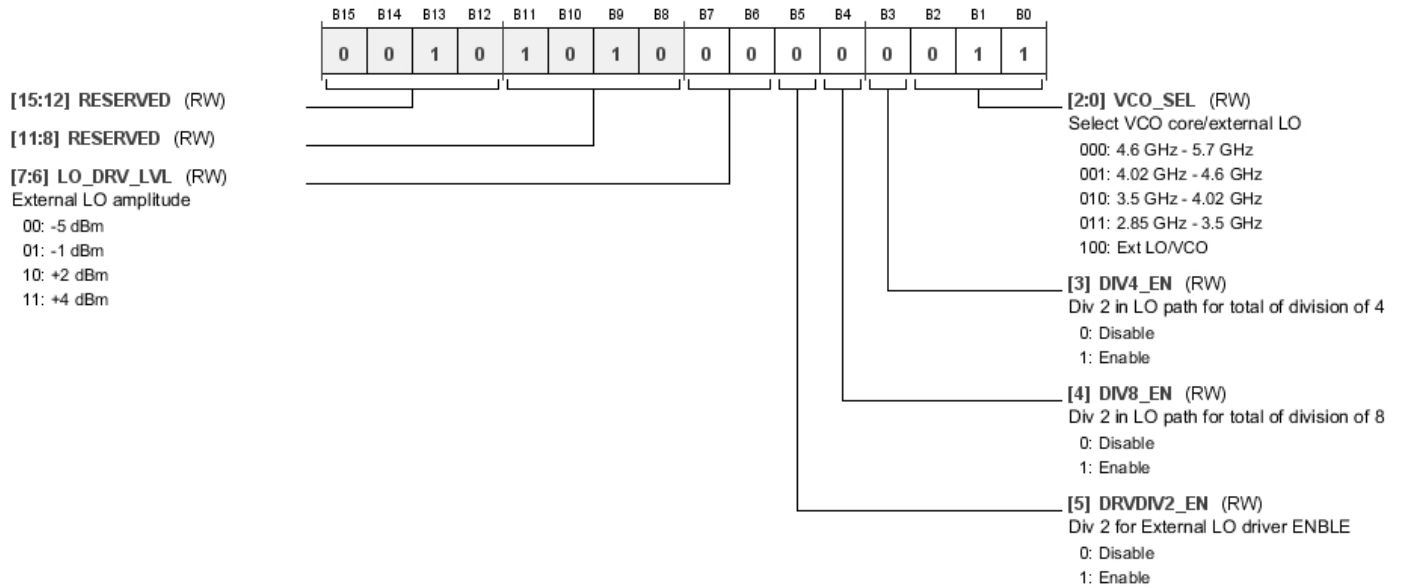 B15 B14 B13 B12 B11 B10 B9 B8 B7 B6 B5 B4 B3 B2 B1 B0
0 0 1 0 1 0 1 0 0 0 0 0 0 0 1 1
[15:12] RESERVED (RW)
[11:8] RESERVED (RW)
[7:6] LO_DRV_LVL (RW)
External LO amplitude
00: -5 dBm
01: -1 dBm
10: +2 dBm
11: +4 dBm
[2:0] VCO_SEL (RW)
Select VCO core/external LO
000: 4.6 GHz - 5.7 GHz
001: 4.02 GHz - 4.6 GHz
010: 3.5 GHz - 4.02 GHz
011: 2.85 GHz - 3.5 GHz
100: Ext LO/VCO
[3] DIV4_EN (RW)
Div 2 in LO path for total of division of 4
0: Disable
1: Enable
[4] DIV8_EN (RW)
Div 2 in LO path for total of division of 8
0: Disable
1: Enable
[5] DRVDIV2_EN (RW)
Div 2 for External LO driver ENBLE
0: Disable
1: Enable